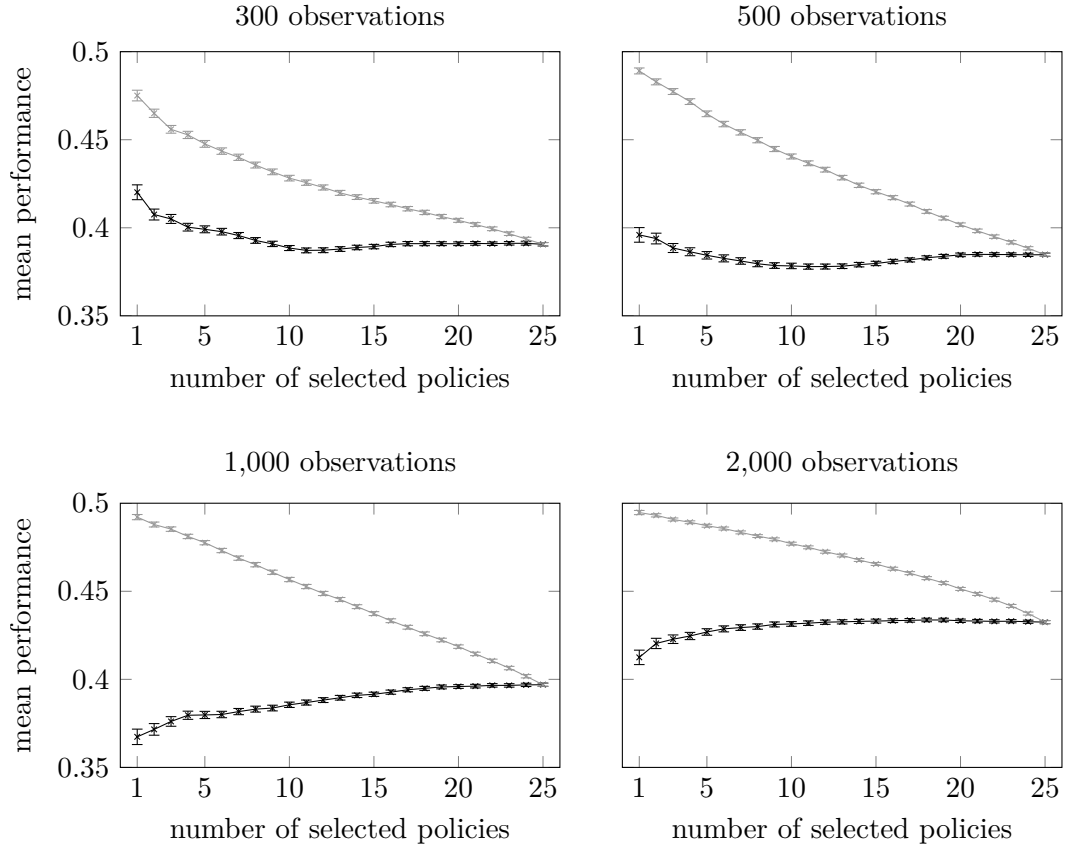 300 observations
500 observations
mean performance
0.5
0.45
0.4
0.35
1 5 10 15 20 25
1 5 10 15 20 25
number of selected policies
number of selected policies
1,000 observations
2,000 observations
mean performance
0.5
0.45
0.4
0.35
1 5 10 15 20 25
1 5 10 15 20 25
number of selected policies
number of selected policies